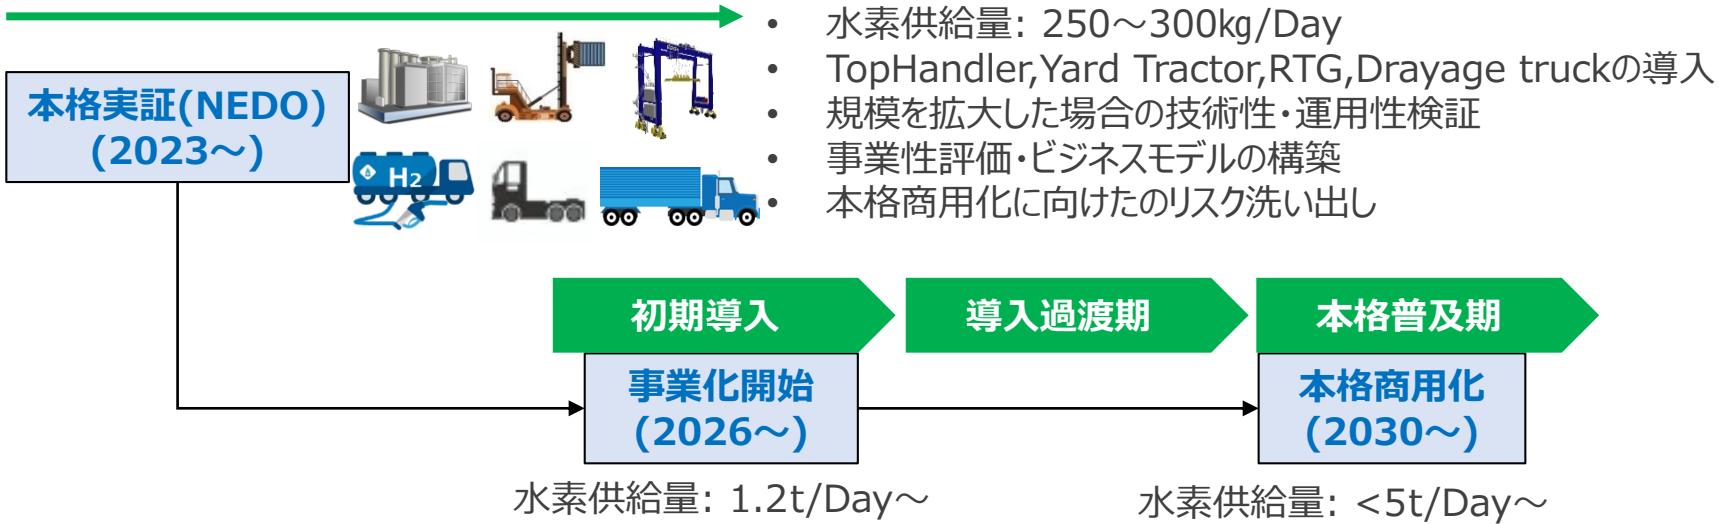 • 水素供給量: 250～300kg/Day
• TopHandler,Yard Tractor,RTG,Drayage truckの導入
• 規模を拡大した場合の技術性・運用性検証
• 事業性評価・ビジネスモデルの構築
• 本格商用化に向けたのリスク洗い出し
本格実証(NEDO)
(2023～)
H2
初期導入
導入過渡期
本格普及期
事業化開始
(2026～)
本格商用化
(2030～)
水素供給量: 1.2t/Day～
水素供給量: <5t/Day～